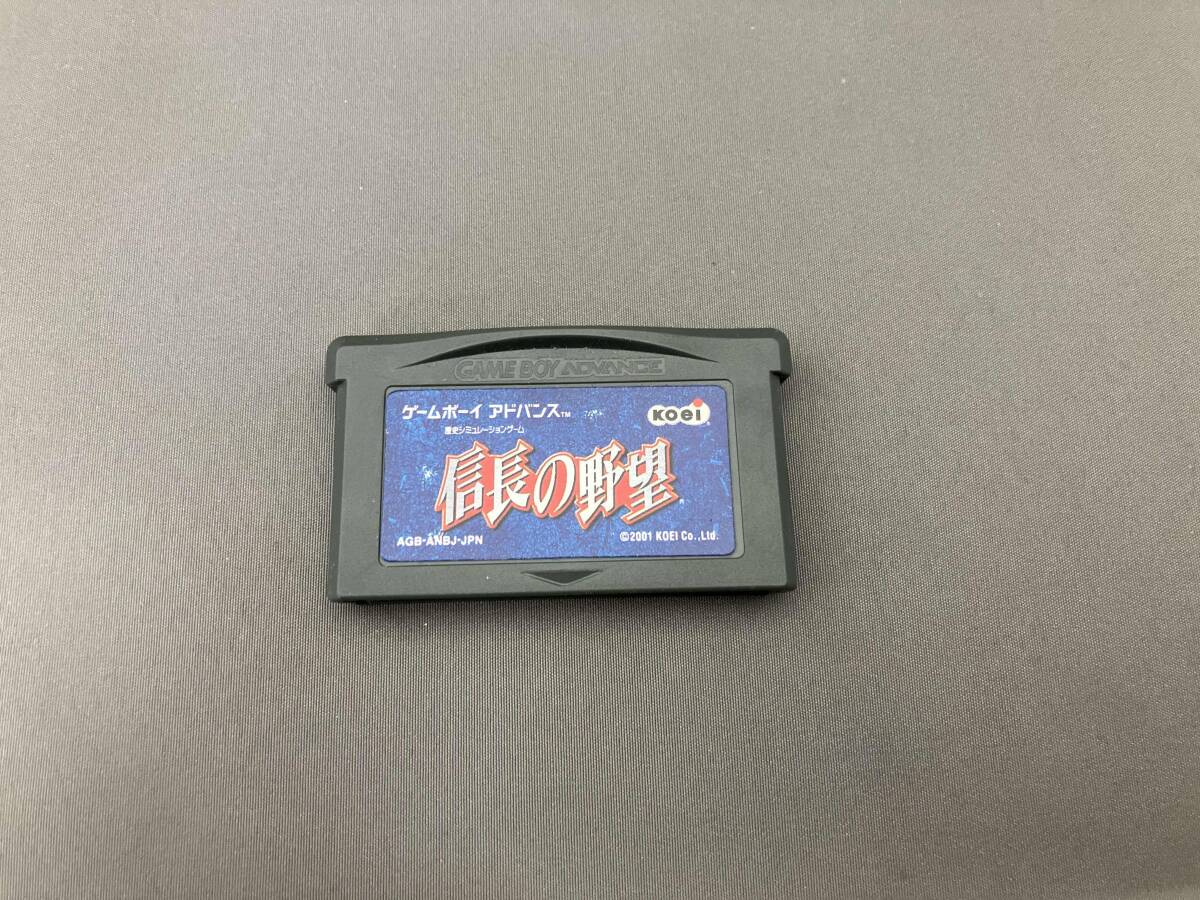 GAME BOY ADVANCE
ゲームボーイ アドバンス™
KOEI
歴史シミュレーションゲーム
信長の野望
AGB-ANBJ-JPN
©2001 KOEI Co.,Ltd.